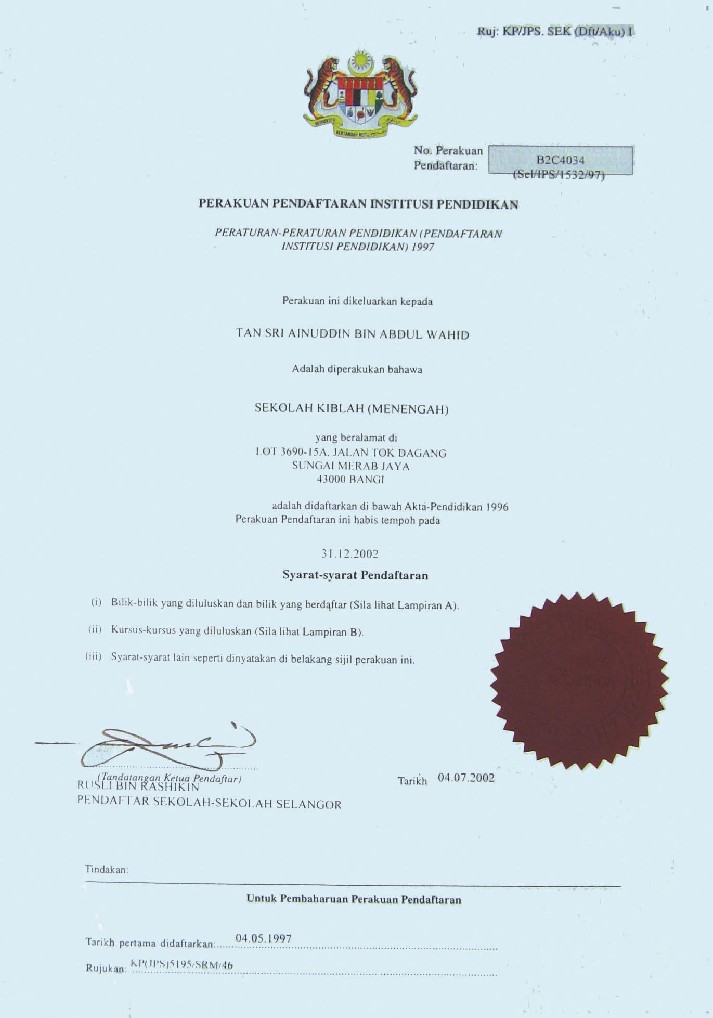 Ruj: KP/JPS. SEK (Dft/Aku) I
No. Perakuan
Pendaftaran:
B2C4034
(Sel/IPS/1532/97)
PERAKUAN PENDAFTARAN INSTITUSI PENDIDIKAN
PERATURAN-PERATURAN PENDIDIKAN (PENDAFTARAN
INSTITUSI PENDIDIKAN) 1997
Perakuan ini dikeluarkan kepada
TAN SRI AINUDDIN BIN ABDUL WAHID
Adalah diperakukan bahawa
SEKOLAH KIBLAH (MENENGAH)
yang beralamat di
LOT 3690-15A, JALAN TOK DAGANG
SUNGAI MERAB JAYA
43000 BANGI
adalah didaftarkan di bawah Akta-Pendidikan 1996
Perakuan Pendaftaran ini habis tempoh pada
31.12.2002
Syarat-syarat Pendaftaran
(i) Bilik-bilik yang diluluskan dan bilik yang berdaftar (Sila lihat Lampiran A).
(ii) Kursus-kursus yang diluluskan (Sila lihat Lampiran B).
(iii) Syarat-syarat lain seperti dinyatakan di belakang sijil perakuan ini.
(Tandatangan Ketua Pendaftar)
RUSLI BIN RASHIKIN
PENDAFTAR SEKOLAH-SEKOLAH SELANGOR
Tarikh 04.07.2002
Tindakan:
Untuk Pembaharuan Perakuan Pendaftaran
Tarikh pertama didaftarkan: 04.05.1997
Rujukan: KP(JPS)5195/SRM/46